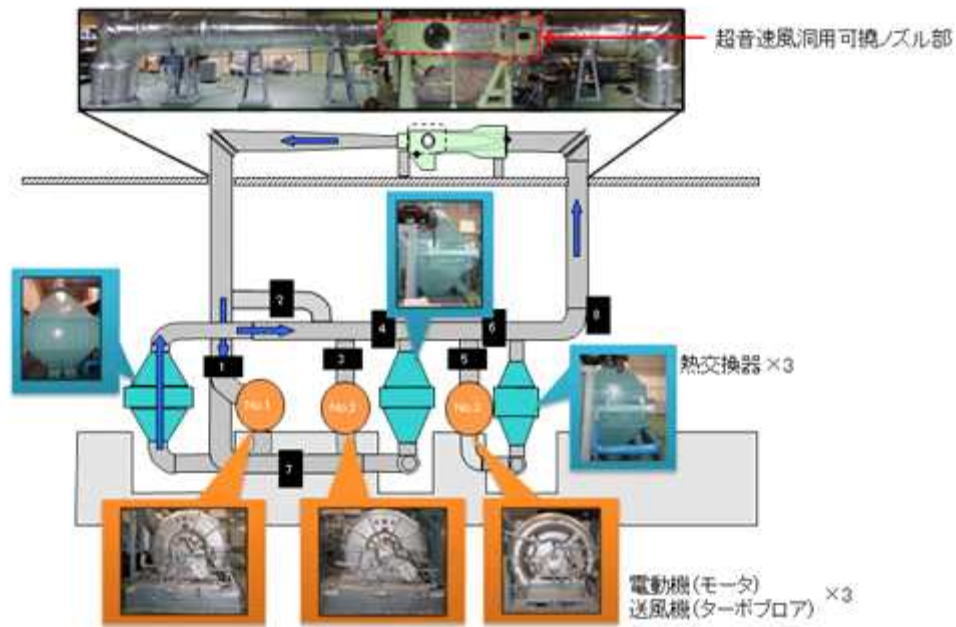 超音速風洞用可撓ノズル部
2
4
6
8
1
3
5
熱交換器×3
No.1
No.2
No.3
7
電動機(モータ)
送風機(ターボブロア)
×3